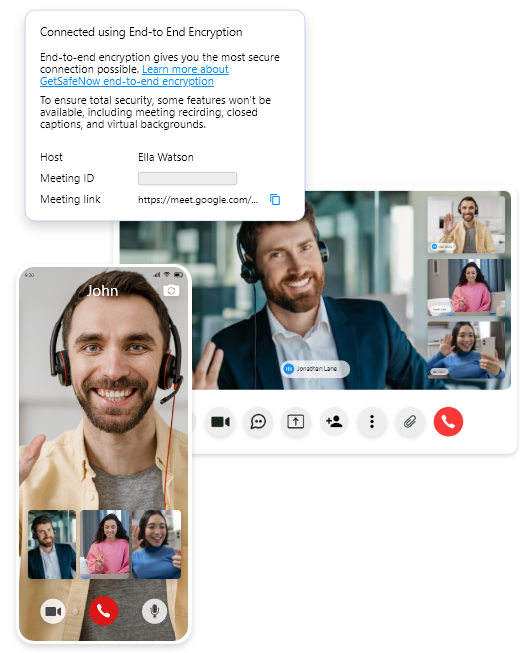 Connected using End-to End Encryption
End-to-end encryption gives you the most secure
connection possible. Learn more about
GetSafeNow end-to-end encryption
To ensure total security, some features won't be
available, including meeting recirding, closed
captions, and virtual backgrounds.
Host Ella Watson
Meeting ID
Meeting link https://meet.google.com/...
9:30
John
Jonathan Lane